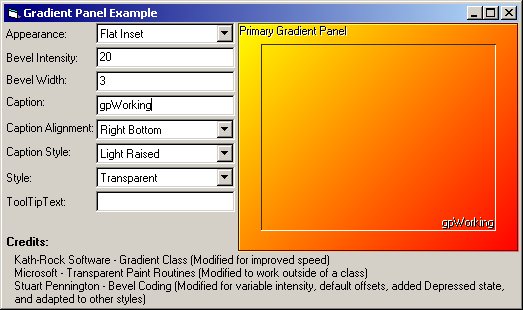 Gradient Panel Example
Appearance: Flat Inset
Bevel Intensity: 20
Bevel Width: 3
Caption: gpWorking
Caption Alignment: Right Bottom
Caption Style: Light Raised
Style: Transparent
ToolTipText:
Primary Gradient Panel
gpWorking
Credits:
Kath-Rock Software - Gradient Class (Modified for improved speed)
Microsoft - Transparent Paint Routines (Modified to work outside of a class)
Stuart Pennington - Bevel Coding (Modified for variable intensity, default offsets, added Depressed state,
and adapted to other styles)